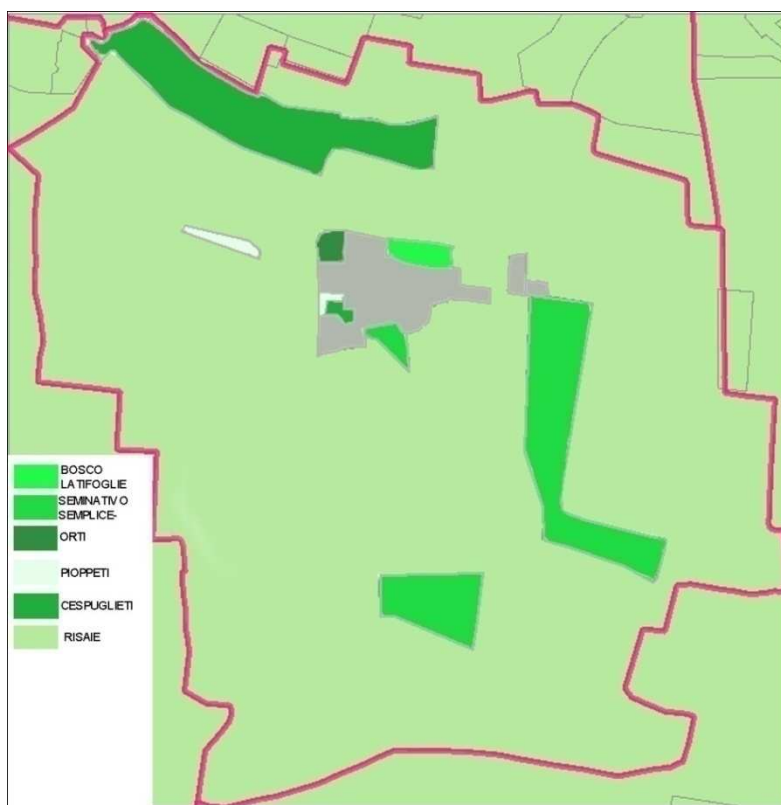 BOSCO
LATIFOGLIE
SEMINATIVO
SEMPLICE-
ORTI
PIOPPETI
CESPUGLIETI
RISAIE